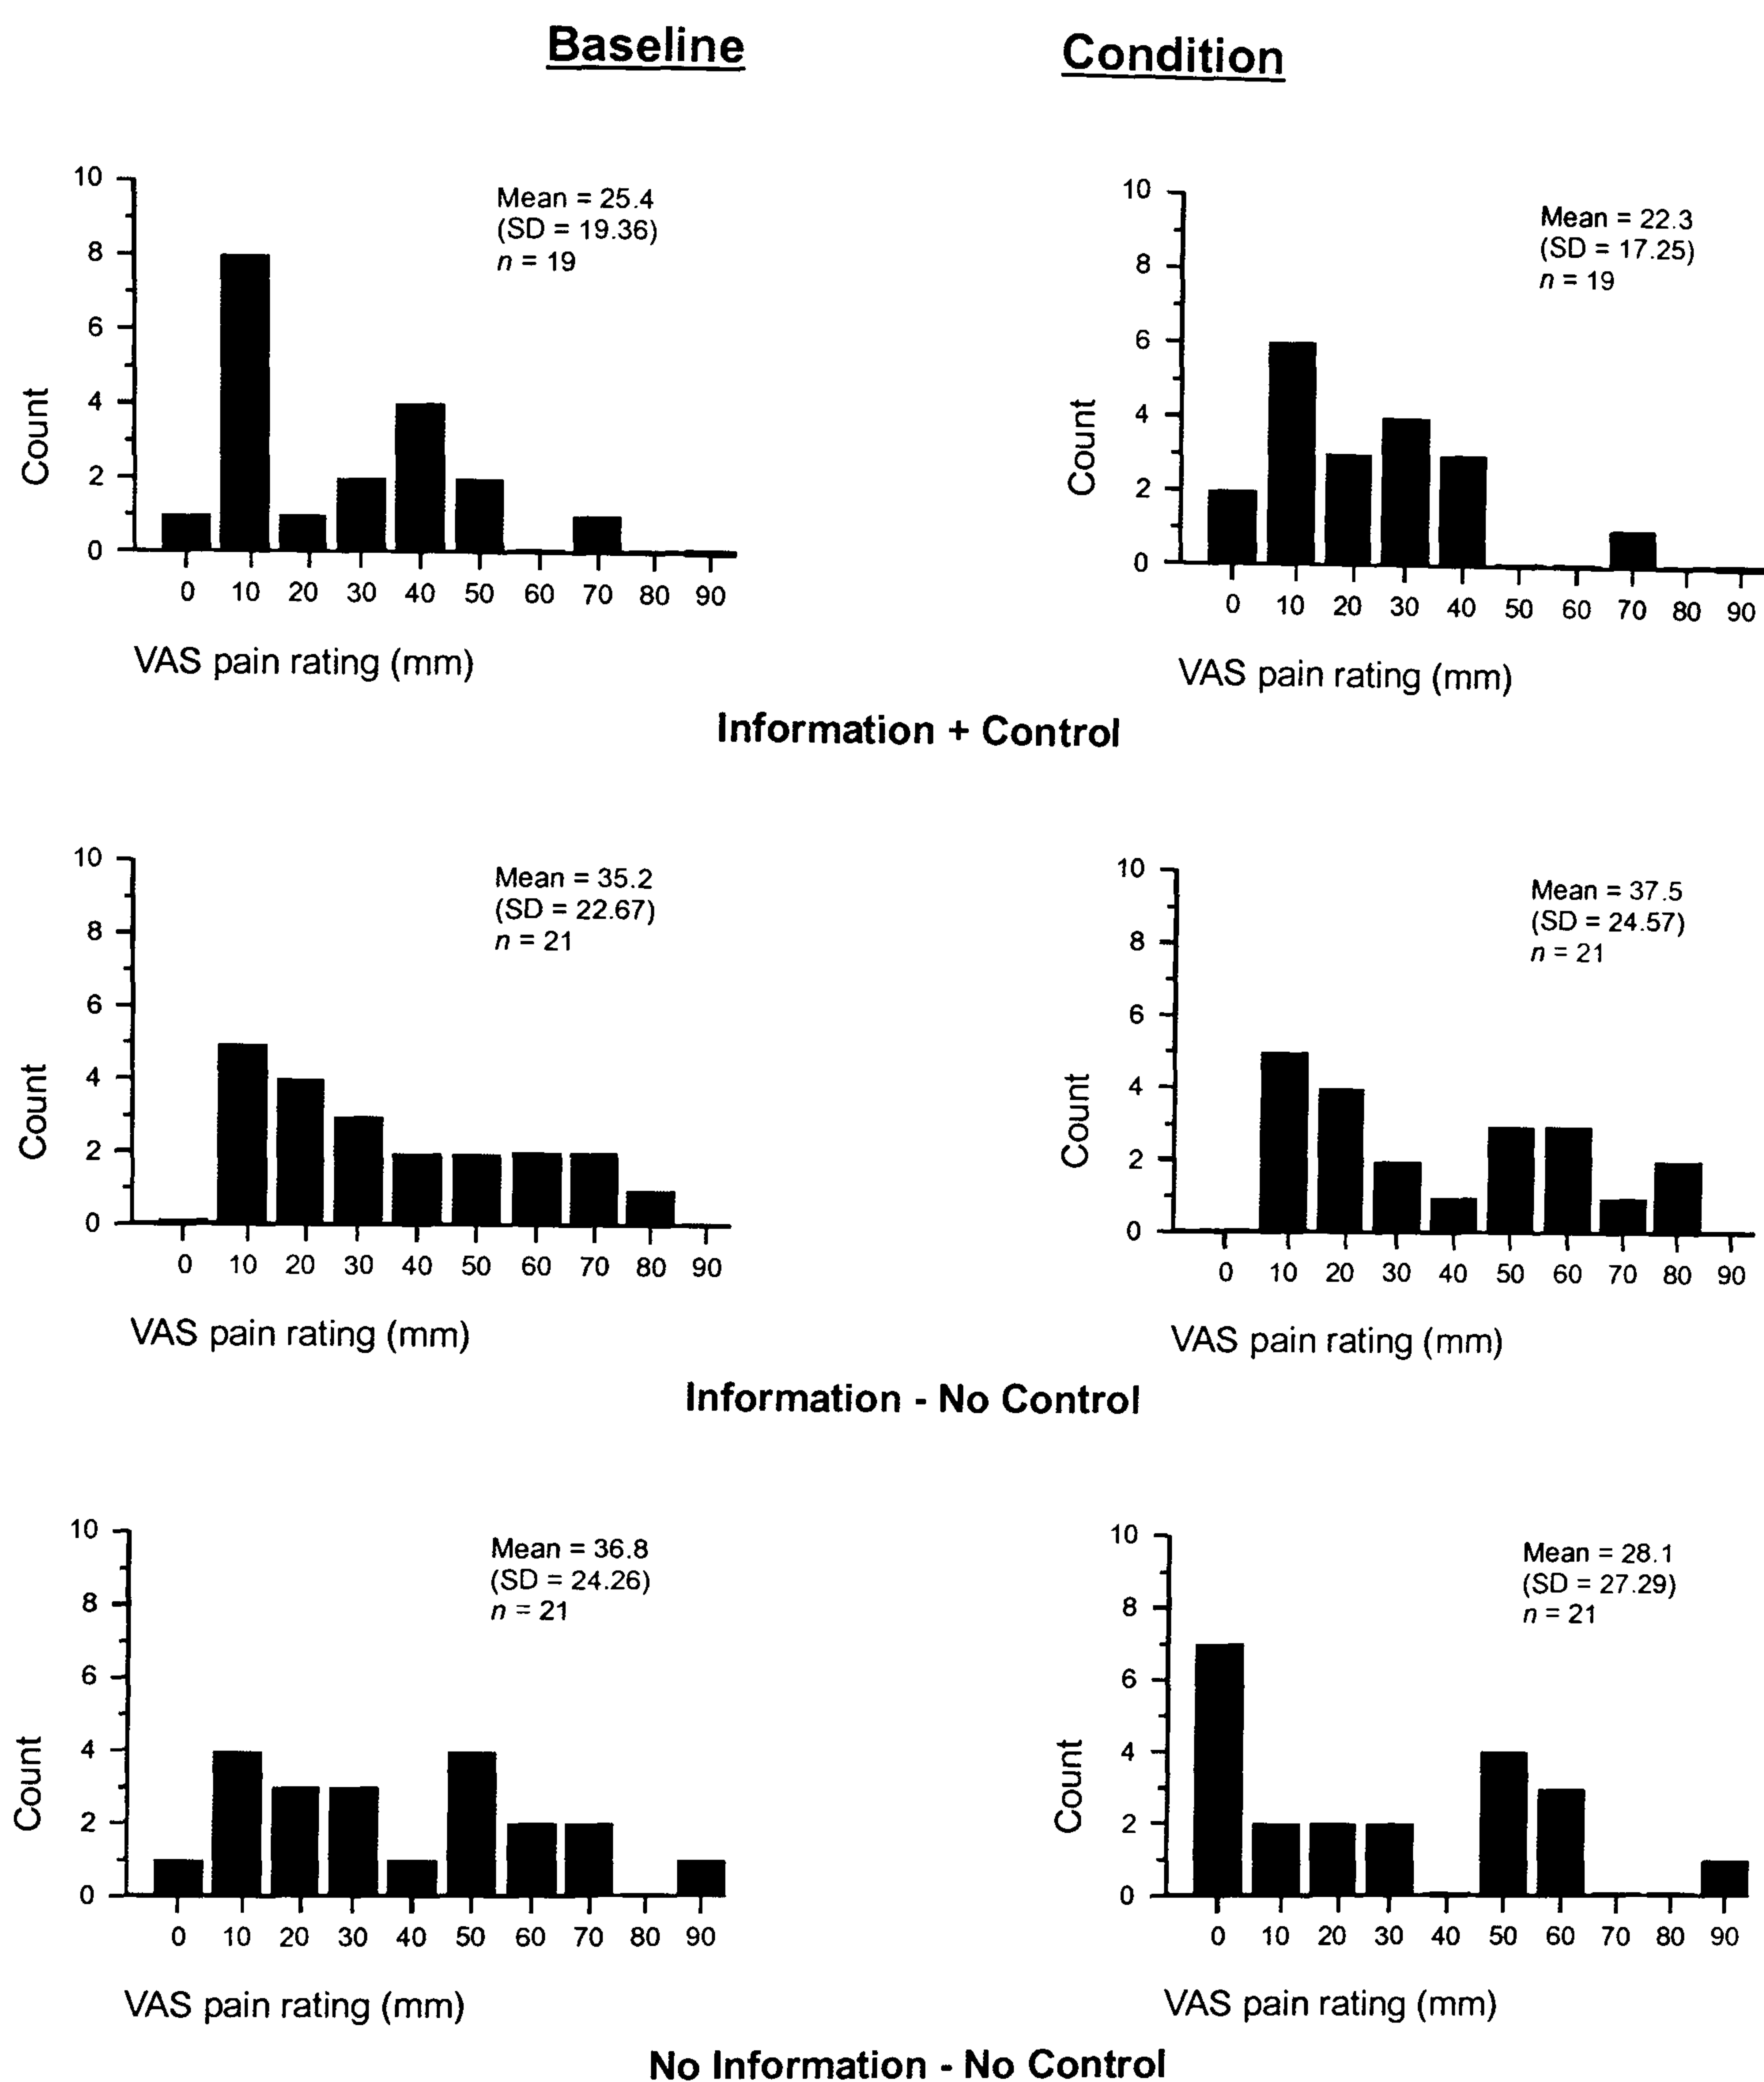 Baseline
Condition
10
8
6
4
2
0
Count
Mean = 25.4
(SD = 19.36)
n = 19
0 10 20 30 40 50 60 70 80 90
VAS pain rating (mm)
10
8
6
4
2
0
Count
Mean = 22.3
(SD = 17.25)
n = 19
0 10 20 30 40 50 60 70 80 90
VAS pain rating (mm)
Information + Control
10
8
6
4
2
0
Count
Mean = 35.2
(SD = 22.67)
n = 21
0 10 20 30 40 50 60 70 80 90
VAS pain rating (mm)
10
8
6
4
2
0
Count
Mean = 37.5
(SD = 24.57)
n = 21
0 10 20 30 40 50 60 70 80 90
VAS pain rating (mm)
Information - No Control
10
8
6
4
2
0
Count
Mean = 36.8
(SD = 24.26)
n = 21
0 10 20 30 40 50 60 70 80 90
VAS pain rating (mm)
10
8
6
4
2
0
Count
Mean = 28.1
(SD = 27.29)
n = 21
0 10 20 30 40 50 60 70 80 90
VAS pain rating (mm)
No Information - No Control